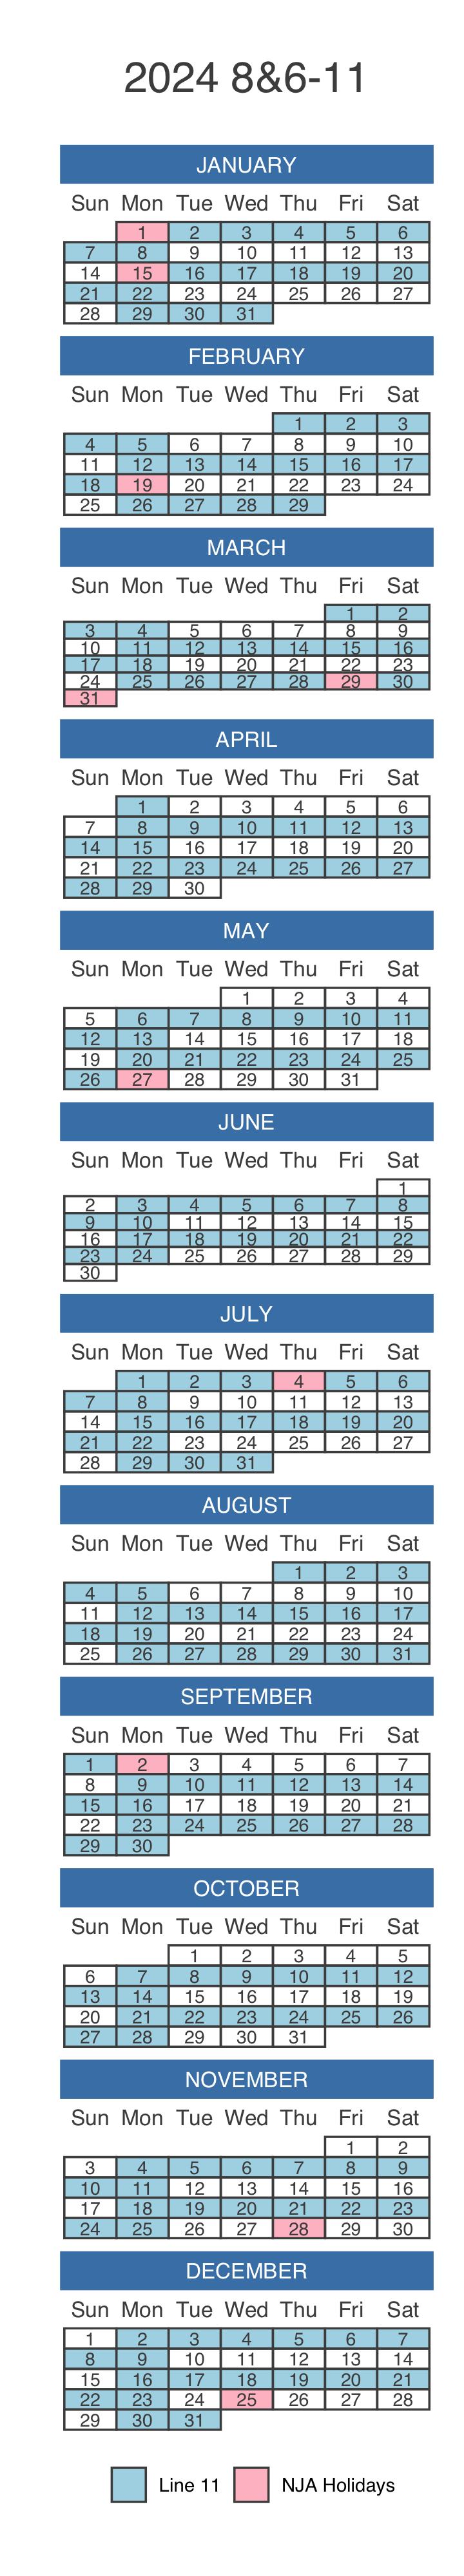 2024 8&6-11
JANUARY
Sun Mon Tue Wed Thu Fri Sat
1 2 3 4 5 6
7 8 9 10 11 12 13
14 15 16 17 18 19 20
21 22 23 24 25 26 27
28 29 30 31
FEBRUARY
Sun Mon Tue Wed Thu Fri Sat
1 2 3
4 5 6 7 8 9 10
11 12 13 14 15 16 17
18 19 20 21 22 23 24
25 26 27 28 29
MARCH
Sun Mon Tue Wed Thu Fri Sat
1 2
3 4 5 6 7 8 9
10 11 12 13 14 15 16
17 18 19 20 21 22 23
24 25 26 27 28 29 30
31
APRIL
Sun Mon Tue Wed Thu Fri Sat
1 2 3 4 5 6
7 8 9 10 11 12 13
14 15 16 17 18 19 20
21 22 23 24 25 26 27
28 29 30
MAY
Sun Mon Tue Wed Thu Fri Sat
1 2 3 4
5 6 7 8 9 10 11
12 13 14 15 16 17 18
19 20 21 22 23 24 25
26 27 28 29 30 31
JUNE
Sun Mon Tue Wed Thu Fri Sat
1
2 3 4 5 6 7 8
9 10 11 12 13 14 15
16 17 18 19 20 21 22
23 24 25 26 27 28 29
30
JULY
Sun Mon Tue Wed Thu Fri Sat
1 2 3 4 5 6
7 8 9 10 11 12 13
14 15 16 17 18 19 20
21 22 23 24 25 26 27
28 29 30 31
AUGUST
Sun Mon Tue Wed Thu Fri Sat
1 2 3
4 5 6 7 8 9 10
11 12 13 14 15 16 17
18 19 20 21 22 23 24
25 26 27 28 29 30 31
SEPTEMBER
Sun Mon Tue Wed Thu Fri Sat
1 2 3 4 5 6 7
8 9 10 11 12 13 14
15 16 17 18 19 20 21
22 23 24 25 26 27 28
29 30
OCTOBER
Sun Mon Tue Wed Thu Fri Sat
1 2 3 4 5
6 7 8 9 10 11 12
13 14 15 16 17 18 19
20 21 22 23 24 25 26
27 28 29 30 31
NOVEMBER
Sun Mon Tue Wed Thu Fri Sat
1 2
3 4 5 6 7 8 9
10 11 12 13 14 15 16
17 18 19 20 21 22 23
24 25 26 27 28 29 30
DECEMBER
Sun Mon Tue Wed Thu Fri Sat
1 2 3 4 5 6 7
8 9 10 11 12 13 14
15 16 17 18 19 20 21
22 23 24 25 26 27 28
29 30 31
Line 11 NJA Holidays